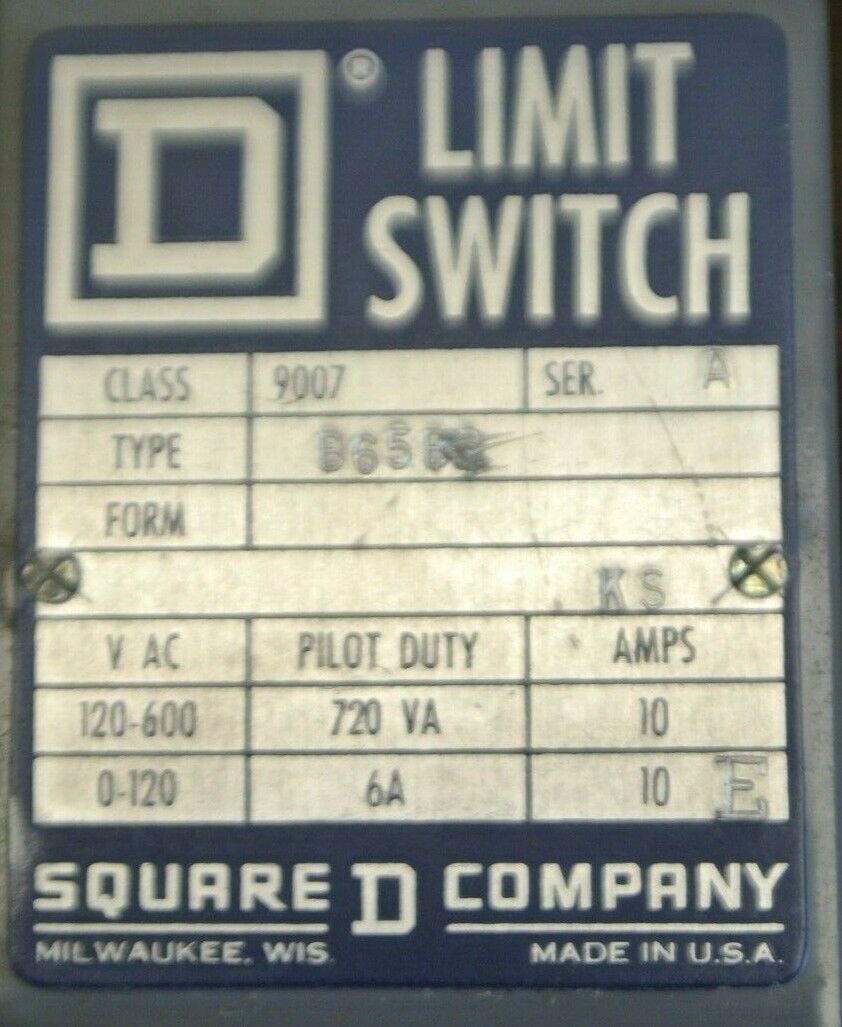 D ®
LIMIT
SWITCH
CLASS 9007 SER. A
TYPE
FORM
KS
V AC PILOT DUTY AMPS
120-600 720 VA 10
0-120 6A 10 E
SQUARE D COMPANY
MILWAUKEE, WIS. MADE IN U.S.A.